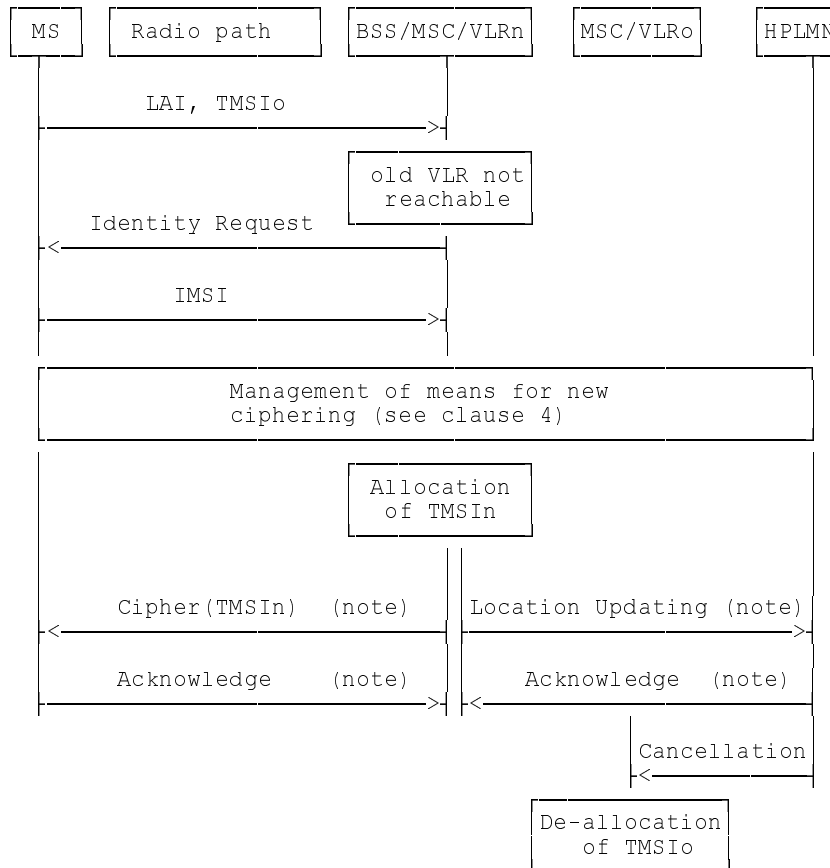 MS Radio path BSS/MSC/VLRn MSC/VLRo HPLMN
LAI, TMSIo
old VLR not
reachable
Identity Request
IMSI
Management of means for new
ciphering (see clause 4)
Allocation
of TMSIn
Cipher(TMSIn) (note) Location Updating (note)
Acknowledge (note) Acknowledge (note)
Cancellation
De-allocation
of TMSIo